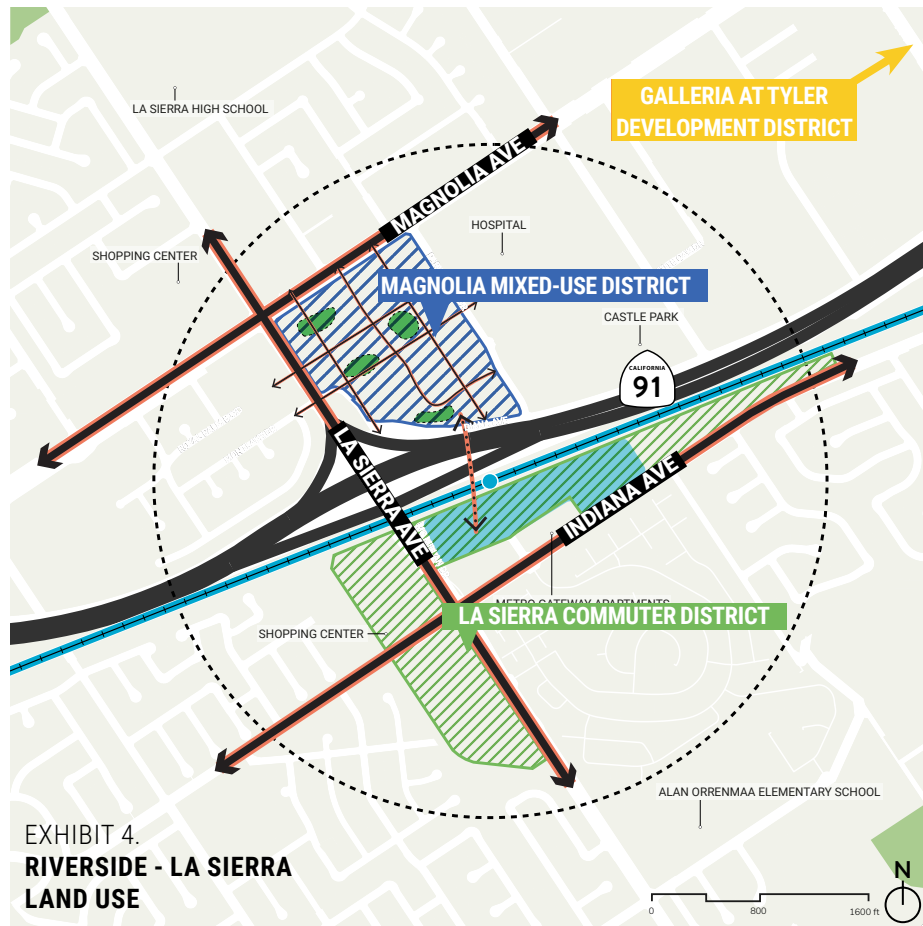 LA SIERRA HIGH SCHOOL
GALLERIA AT TYLER
DEVELOPMENT DISTRICT
MAGNOLIA AVE
HOSPITAL
SHOPPING CENTER
MAGNOLIA MIXED-USE DISTRICT
CASTLE PARK
CALIFORNIA
91
LA SIERRA AVE
INDIANA AVE
METRO GATEWAY APARTMENTS
LA SIERRA COMMUTER DISTRICT
SHOPPING CENTER
ALAN ORRENMAA ELEMENTARY SCHOOL
EXHIBIT 4.
RIVERSIDE - LA SIERRA
LAND USE
N
0 800 1600 ft